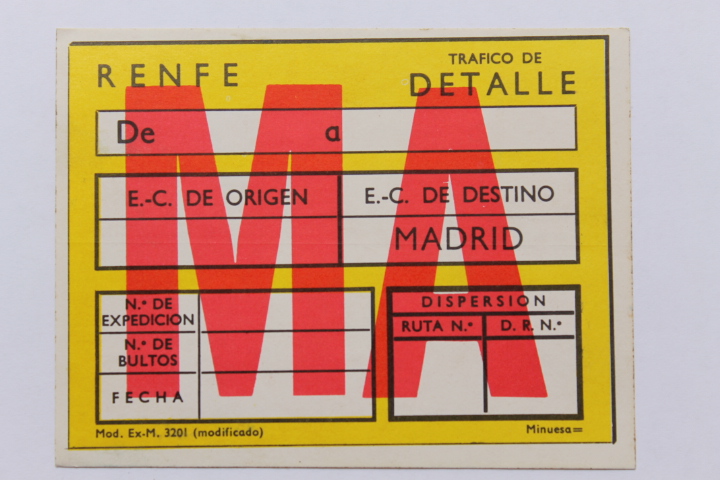 RENFE
TRAFICO DE
DETALLE
De a
E.-C. DE ORIGEN
E.-C. DE DESTINO
MADRID
MA
N.º DE
EXPEDICION
N.º DE
BULTOS
FECHA
DISPERSION
RUTA N.º D. R. N.º
Mod. Ex-M. 3201 (modificado)
Minuesa=